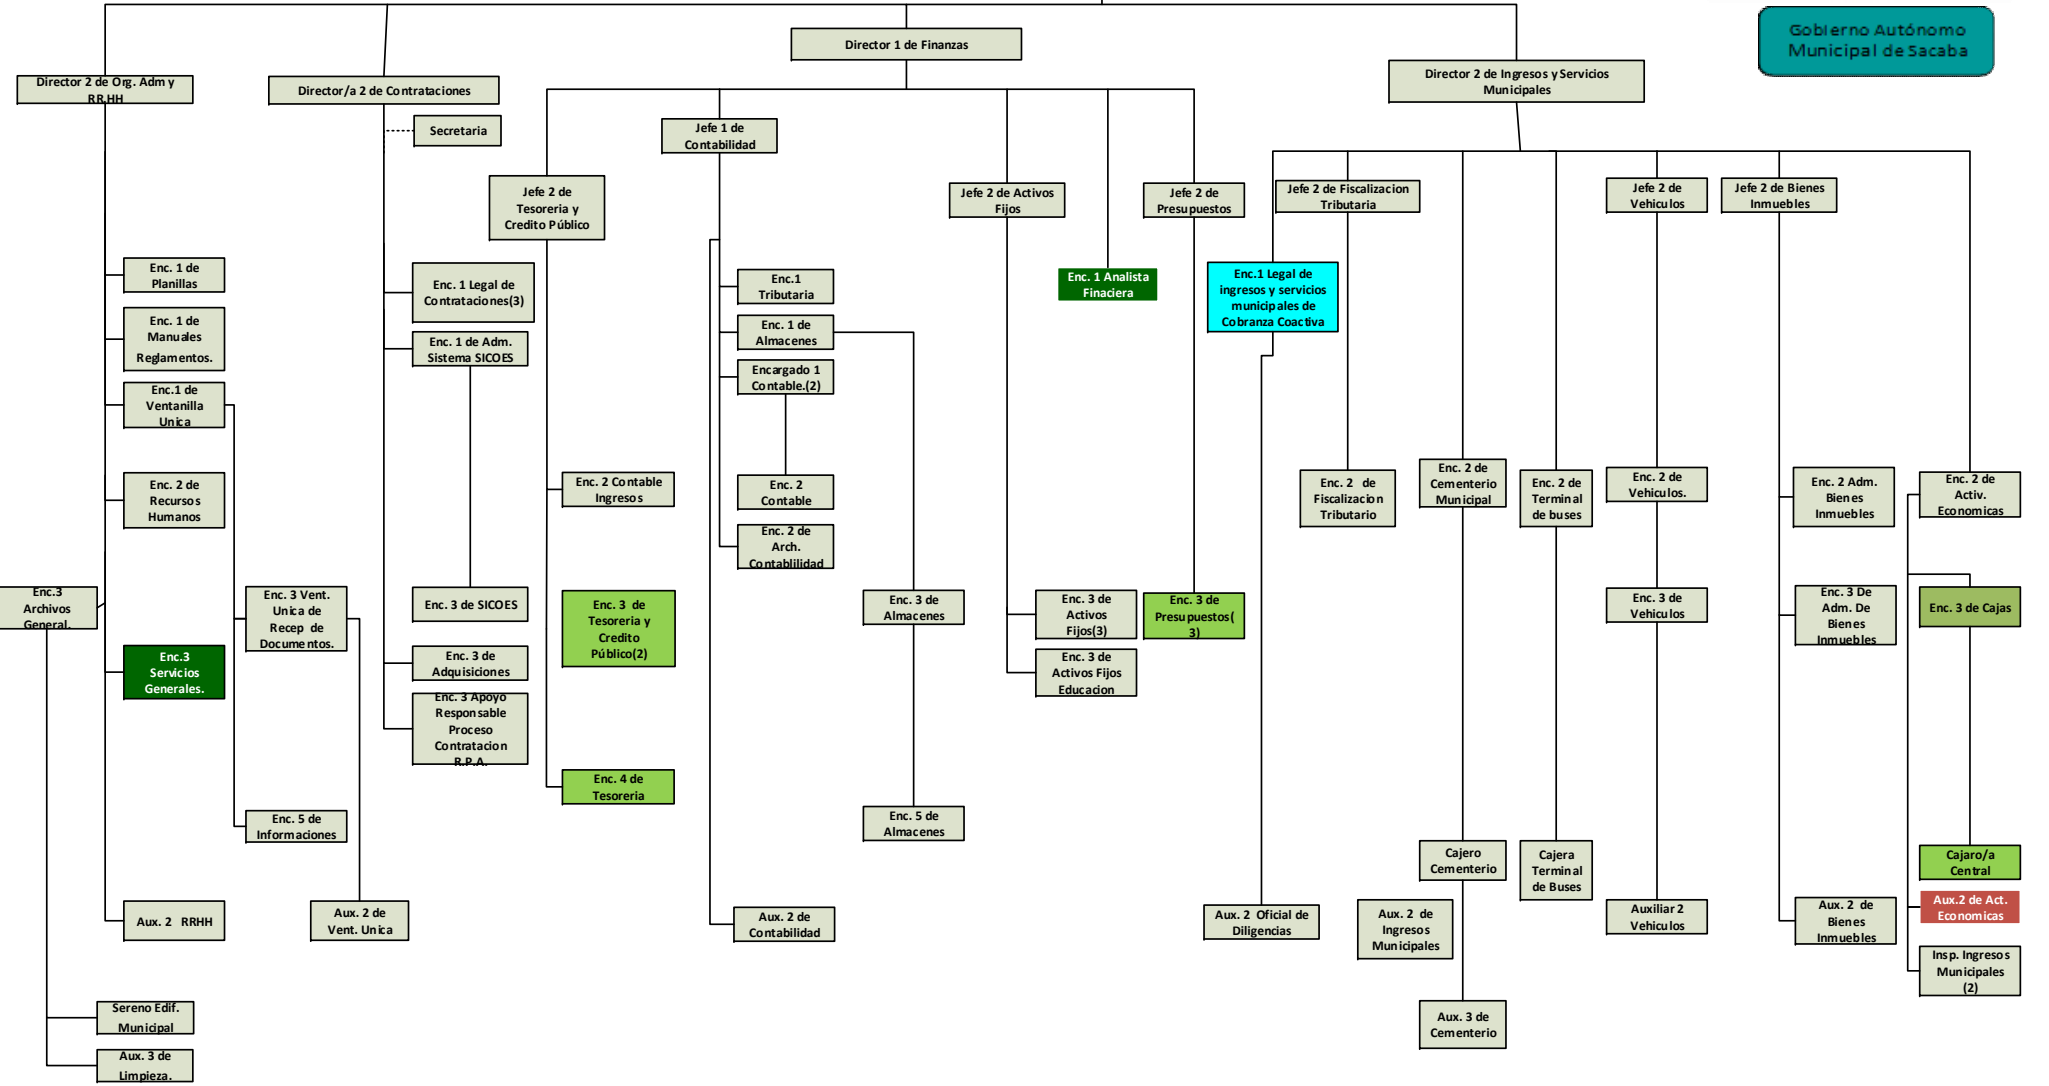 Gobierno Autónomo
Municipal de Sacaba
Director 1 de Finanzas
Director 2 de Org. Adm y
RR.HH
Director/a 2 de Contrataciones
Director 2 de Ingresos y Servicios
Municipales
Secretaria
Jefe 1 de
Contabilidad
Jefe 2 de
Tesoreria y
Credito Público
Jefe 2 de Activos
Fijos
Jefe 2 de
Presupuestos
Jefe 2 de Fiscalizacion
Tributaria
Jefe 2 de
Vehiculos
Jefe 2 de Bienes
Inmuebles
Enc. 1 de
Planillas
Enc. 1 de
Manuales
Reglamentos.
Enc.1 de
Ventanilla
Unica
Enc. 2 de
Recursos
Humanos
Enc.3
Archivos
General.
Enc.3
Servicios
Generales.
Enc. 3 Vent.
Unica de
Recep de
Documentos.
Enc. 5 de
Informaciones
Aux. 2 RRHH
Aux. 2 de
Vent. Unica
Sereno Edif.
Municipal
Aux. 3 de
Limpieza.
Enc. 1 Legal de
Contrataciones(3)
Enc. 1 de Adm.
Sistema SICOES
Enc. 3 de SICOES
Enc. 3 de
Adquisiciones
Enc. 3 Apoyo
Responsable
Proceso
Contratacion
R.P.A.
Enc. 2 Contable
Ingresos
Enc. 3 de
Tesoreria y
Credito
Público(2)
Enc. 4 de
Tesoreria
Enc.1
Tributaria
Enc. 1 de
Almacenes
Encargado 1
Contable.(2)
Enc. 2
Contable
Enc. 2 de
Arch.
Contablilidad
Enc. 3 de
Almacenes
Enc. 5 de
Almacenes
Aux. 2 de
Contabilidad
Enc. 1 Analista
Finaciera
Enc. 3 de
Activos
Fijos(3)
Enc. 3 de
Activos Fijos
Educacion
Enc. 3 de
Presupuestos(
3)
Enc.1 Legal de
ingresos y servicios
municipales de
Cobranza Coactiva
Enc. 2 de
Fiscalizacion
Tributario
Enc. 2 de
Cementerio
Municipal
Enc. 2 de
Terminal
de buses
Enc. 2 de
Vehiculos.
Enc. 2 Adm.
Bienes
Inmuebles
Enc. 2 de
Activ.
Economicas
Enc. 3 de
Vehiculos
Enc. 3 De
Adm. De
Bienes
Inmuebles
Enc. 3 de Cajas
Cajero
Cementerio
Cajera
Terminal
de Buses
Cajaro/a
Central
Aux. 2 Oficial de
Diligencias
Aux. 2 de
Ingresos
Municipales
Auxiliar 2
Vehiculos
Aux. 2 de
Bienes
Inmuebles
Aux.2 de Act.
Economicas
Insp. Ingresos
Municipales
(2)
Aux. 3 de
Cementerio